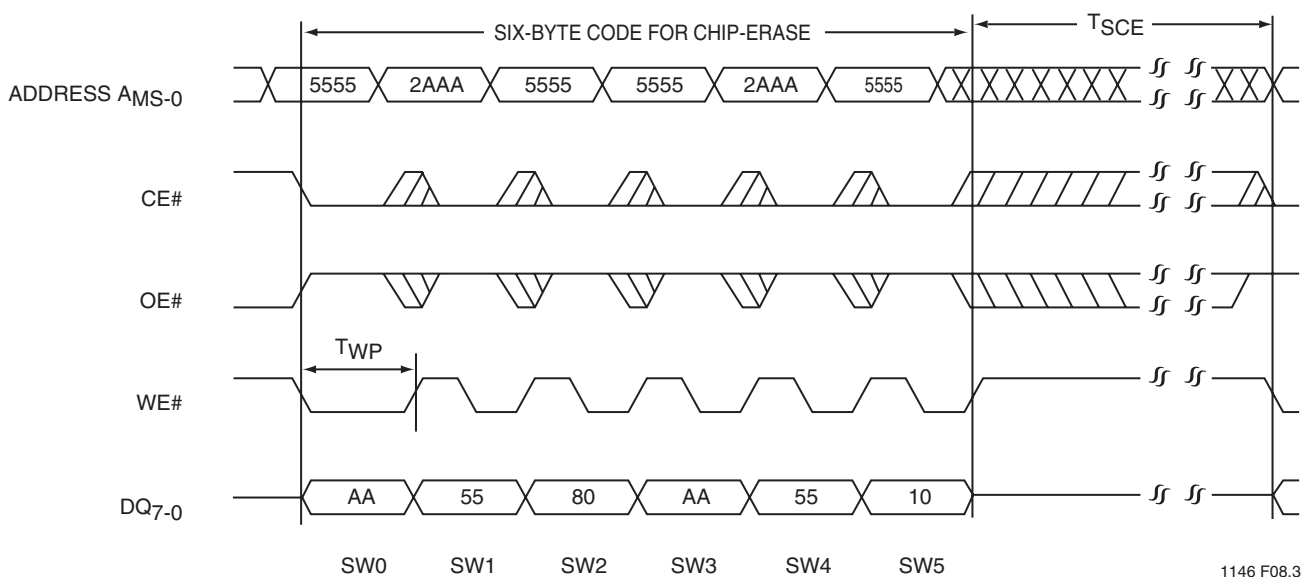 SIX-BYTE CODE FOR CHIP-ERASE
TSCE
ADDRESS AMS-0
5555 2AAA 5555 5555 2AAA 5555
CE#
OE#
TWP
WE#
DQ7-0
AA 55 80 AA 55 10
SW0 SW1 SW2 SW3 SW4 SW5
1146 F08.3